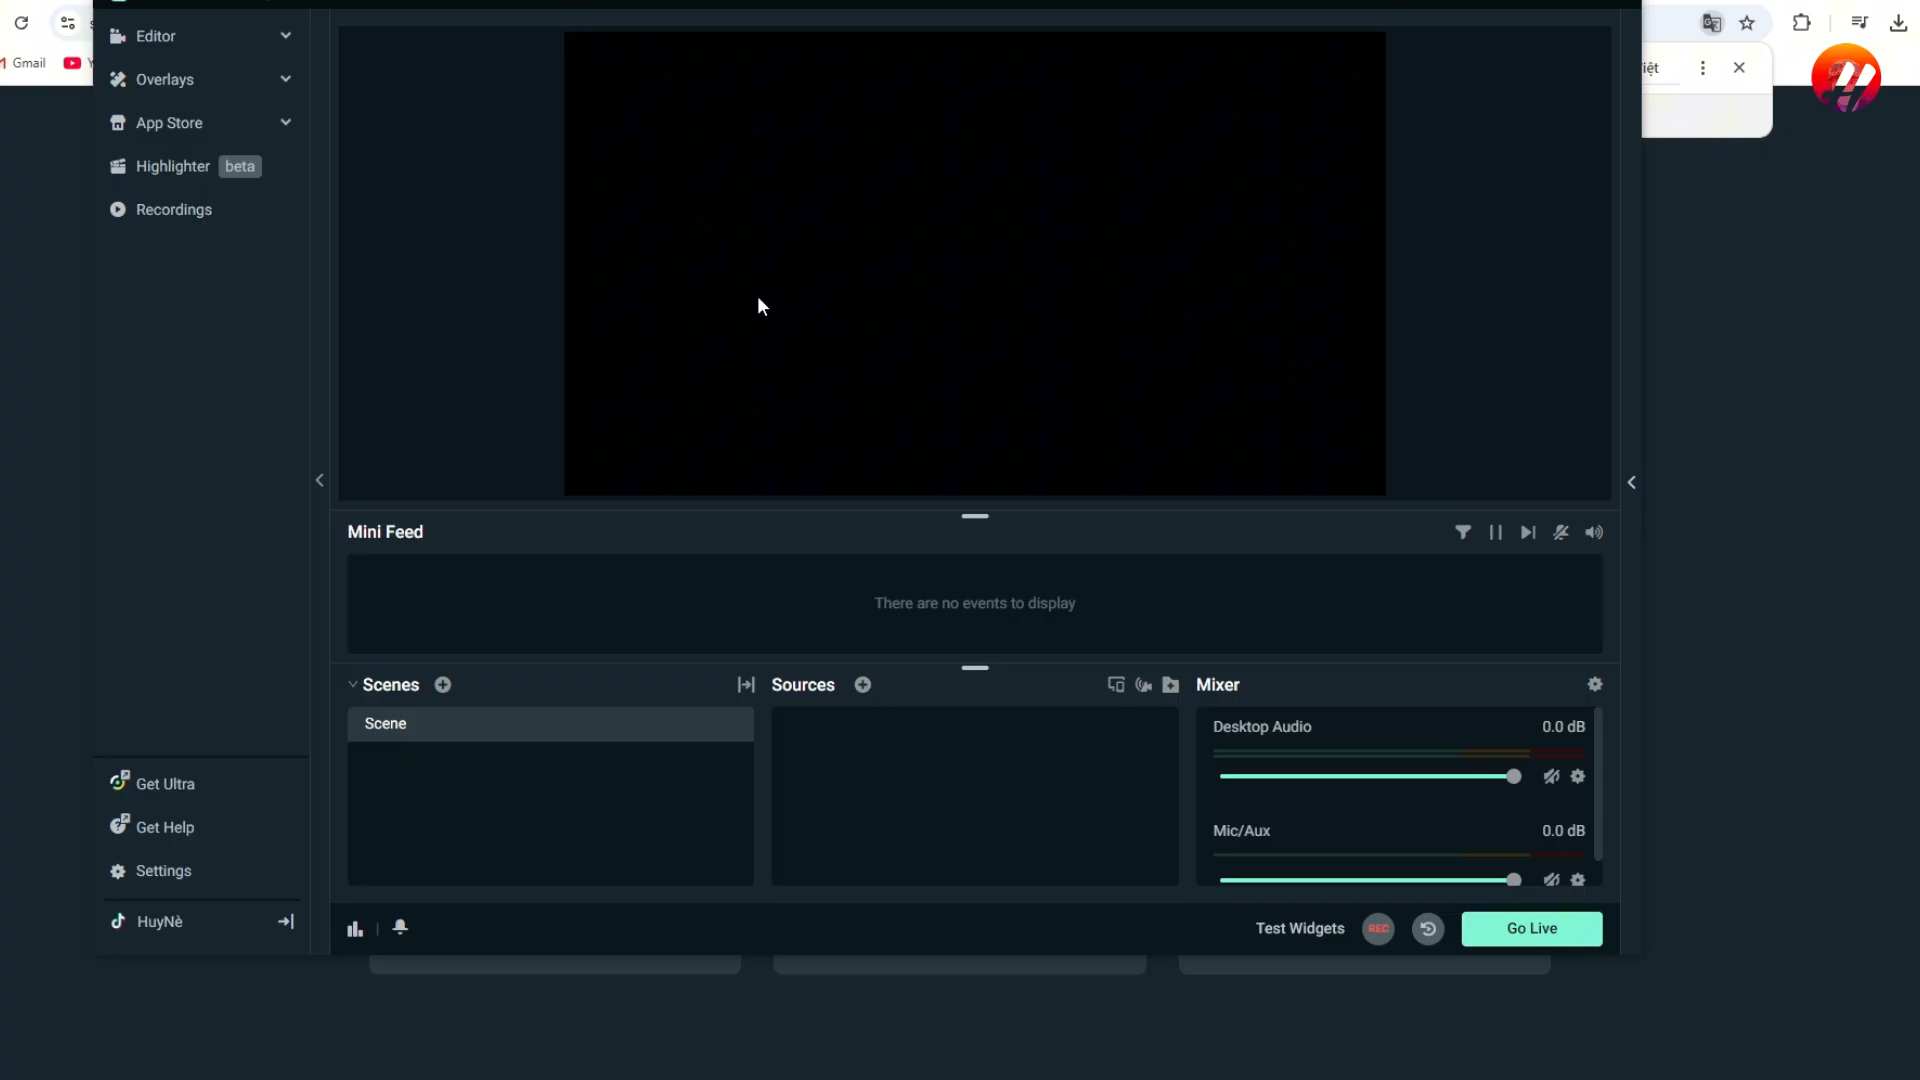 Gmail
Editor
Overlays
App Store
Highlighter beta
Recordings
Mini Feed
There are no events to display
Scenes
Sources
Mixer
Scene
Desktop Audio 0.0 dB
Mic/Aux 0.0 dB
Get Ultra
Get Help
Settings
HuyNè
Test Widgets
REC
Go Live